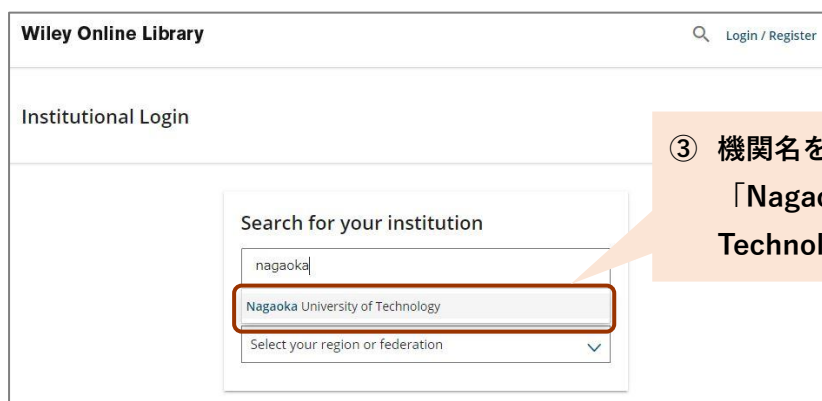 Wiley Online Library
Login / Register
Institutional Login
③ 機関名を
「Nagao
Technol
Search for your institution
nagaoka
Nagaoka University of Technology
Select your region or federation